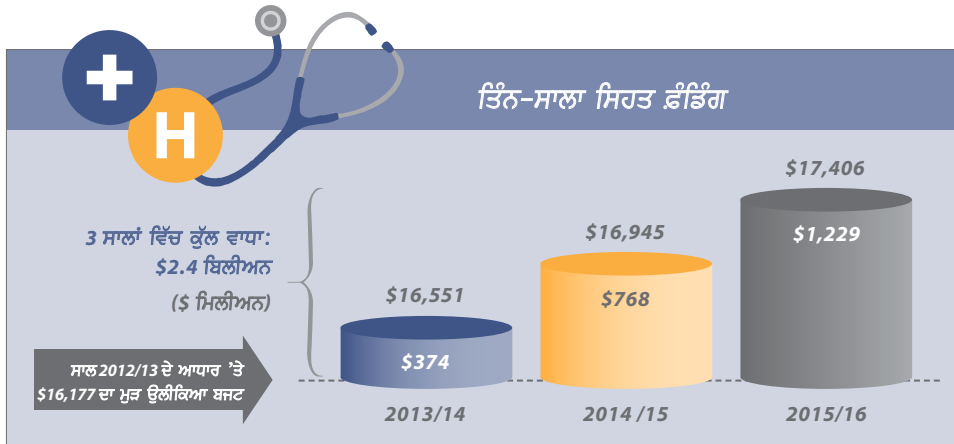 H
ਤਿੰਨ-ਸਾਲਾ ਸਿਹਤ ਫ਼ੰਡਿੰਗ
3 ਸਾਲਾਂ ਵਿੱਚ ਕੁੱਲ ਵਾਧਾ:
$2.4 ਬਿਲੀਅਨ
($ ਮਿਲੀਅਨ)
ਸਾਲ 2012/13 ਦੇ ਆਧਾਰ ’ਤੇ
$16,177 ਦਾ ਮੁੜ ਉਲੀਕਿਆ ਬਜਟ
$16,551
$374
2013/14
$16,945
$768
2014 /15
$17,406
$1,229
2015/16